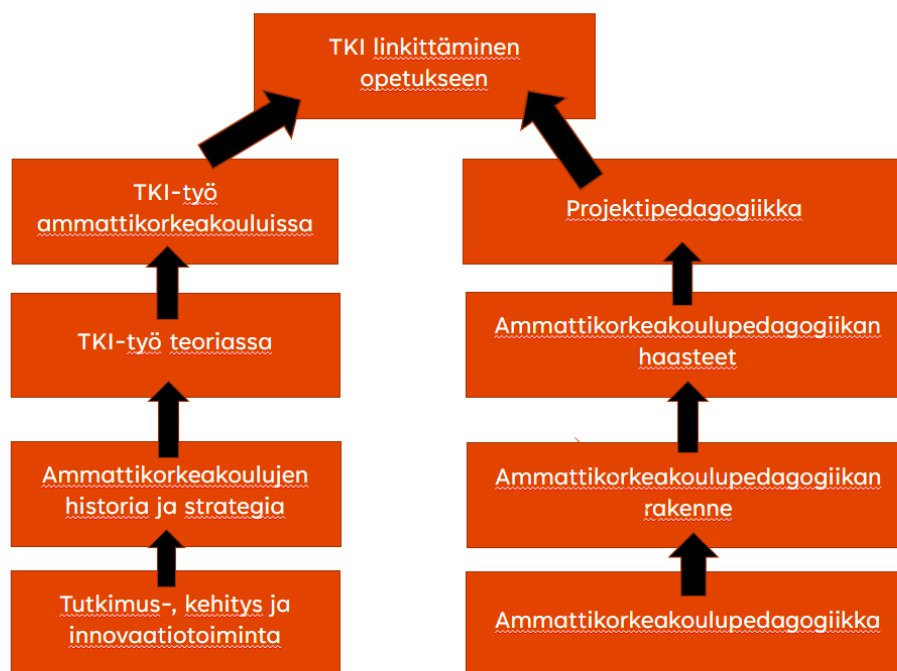 TKI linkittäminen
opetukseen
TKI-työ
ammattikorkeakouluissa
TKI-työ teoriassa
Ammattikorkeakoulujen
historia ja strategia
Tutkimus-, kehitys ja
innovaatiotoiminta
Projektipedagogiikka
Ammattikorkeakoulupedagogiikan
haasteet
Ammattikorkeakoulupedagogiikan
rakenne
Ammattikorkeakoulupedagogiikka